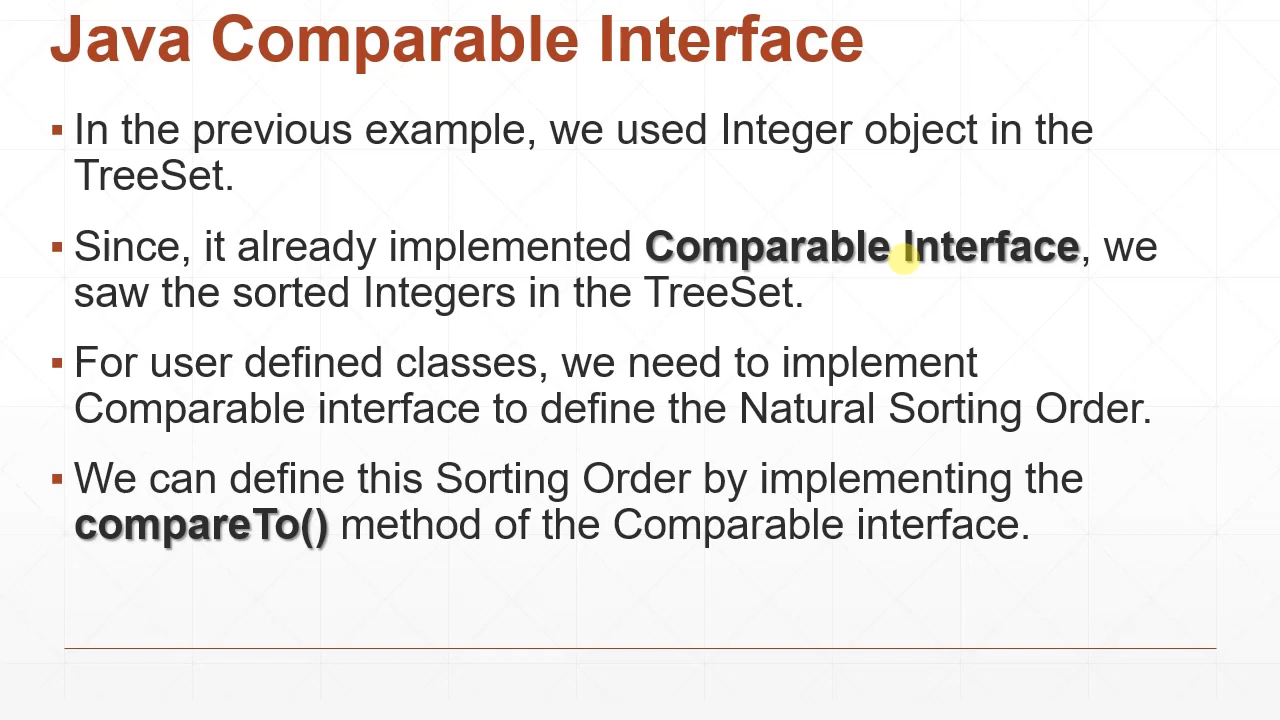 Java Comparable Interface
▪ In the previous example, we used Integer object in the
TreeSet.
▪ Since, it already implemented Comparable Interface, we
saw the sorted Integers in the TreeSet.
▪ For user defined classes, we need to implement
Comparable interface to define the Natural Sorting Order.
▪ We can define this Sorting Order by implementing the
compareTo() method of the Comparable interface.